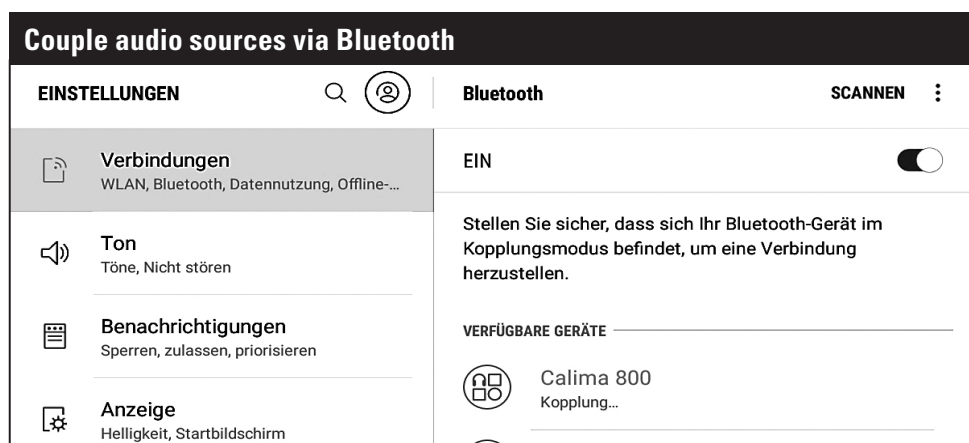 Couple audio sources via Bluetooth
EINSTELLUNGEN
Verbindungen
WLAN, Bluetooth, Datennutzung, Offline-...
Ton
Töne, Nicht stören
Benachrichtigungen
Sperren, zulassen, priorisieren
Anzeige
Helligkeit, Startbildschirm
Bluetooth
SCANNEN
EIN
Stellen Sie sicher, dass sich Ihr Bluetooth-Gerät im
Kopplungsmodus befindet, um eine Verbindung
herzustellen.
VERFÜGBARE GERÄTE
Calima 800
Kopplung...